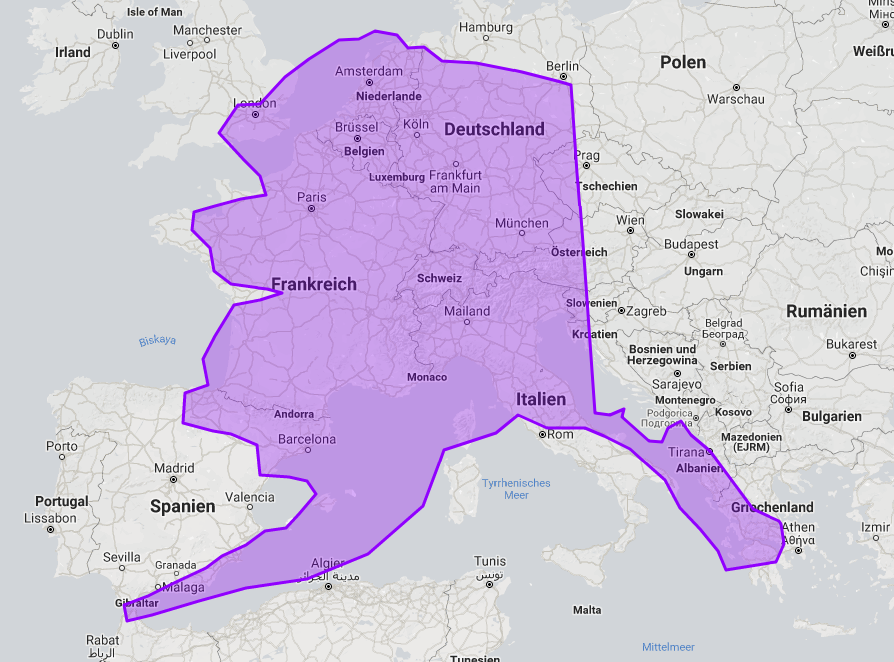 Isle of Man
Dublin
Manchester
Hamburg
Irland
Liverpool
Berlin
Polen
Amsterdam
Niederlande
London
Warschau
Brüssel
Köln
Deutschland
Belgien
Prag
Luxemburg
Frankfurt
am Main
Tschechien
Paris
München
Wien
Slowakei
Österreich
Budapest
Ungarn
Frankreich
Schweiz
Slowenien
Zagreb
Mailand
Rumänien
Kroatien
Belgrad
Београд
Biskaya
Bosnien und
Herzegowina
Bukarest
Serbien
Monaco
Sarajevo
Sofia
София
Italien
Montenegro
Andorra
Podgorica
Подгорица
Kosovo
Bulgarien
Barcelona
Rom
Mazedonien
(EJRM)
Porto
Tirana
Albanien
Madrid
Tyrrhenisches
Meer
Portugal
Spanien
Valencia
Griechenland
Lissabon
Athen
Αθήνα
Izmir
Sevilla
Granada
Algier
مدينة الجزائر
Tunis
تونس
Málaga
Gibraltar
Malta
Rabat
الرباط
Mittelmeer
Tunesien